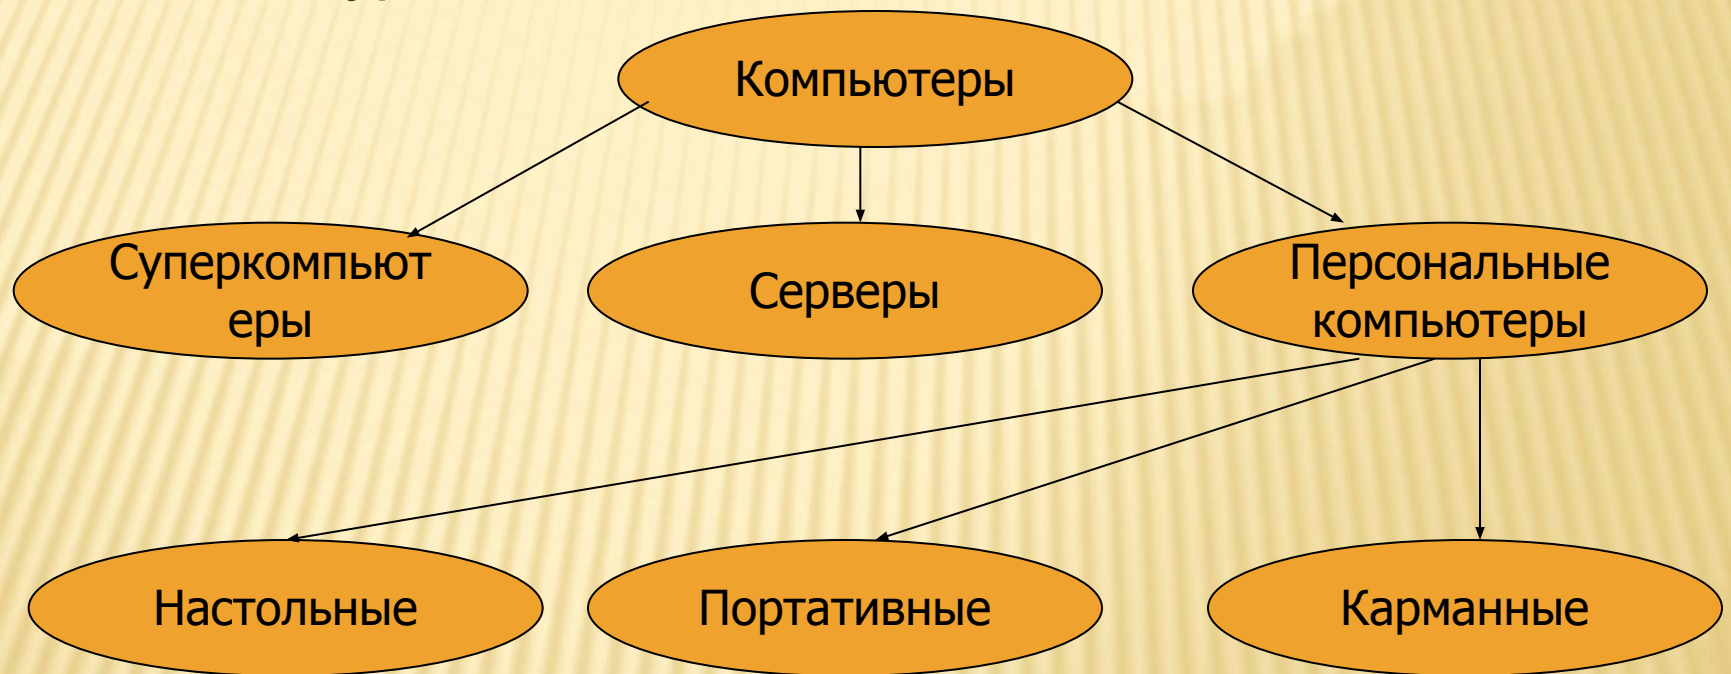 Компьютеры
Суперкомпьют
еры
Серверы
Персональные
компьютеры
Настольные
Портативные
Карманные